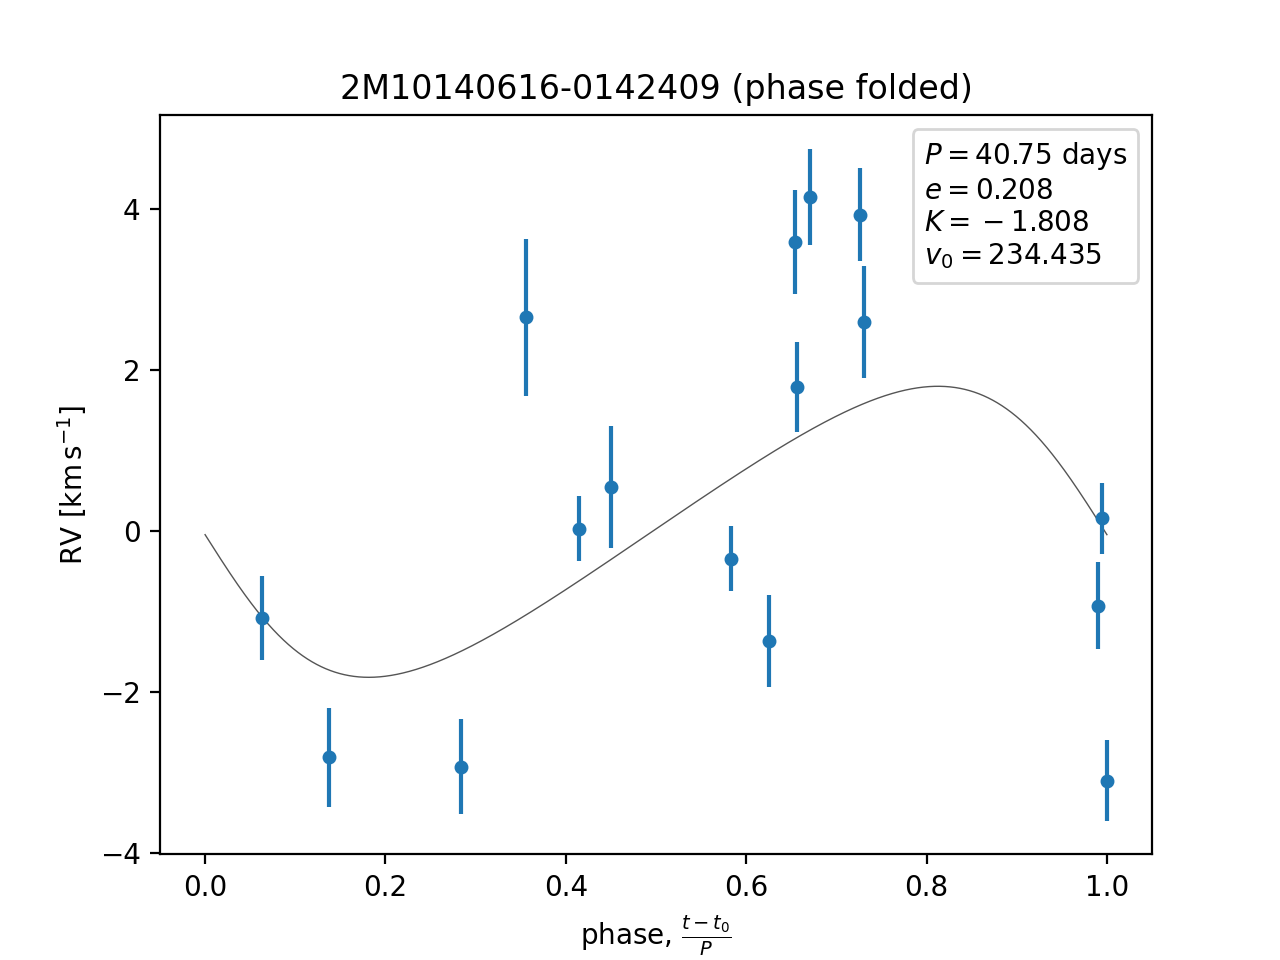 2M10140616-0142409 (phase folded)
P = 40.75 days
e = 0.208
K = −1.808
v₀ = 234.435
RV [km s⁻¹]
4
2
0
−2
−4
0.0 0.2 0.4 0.6 0.8 1.0
phase, (t − t₀)/P